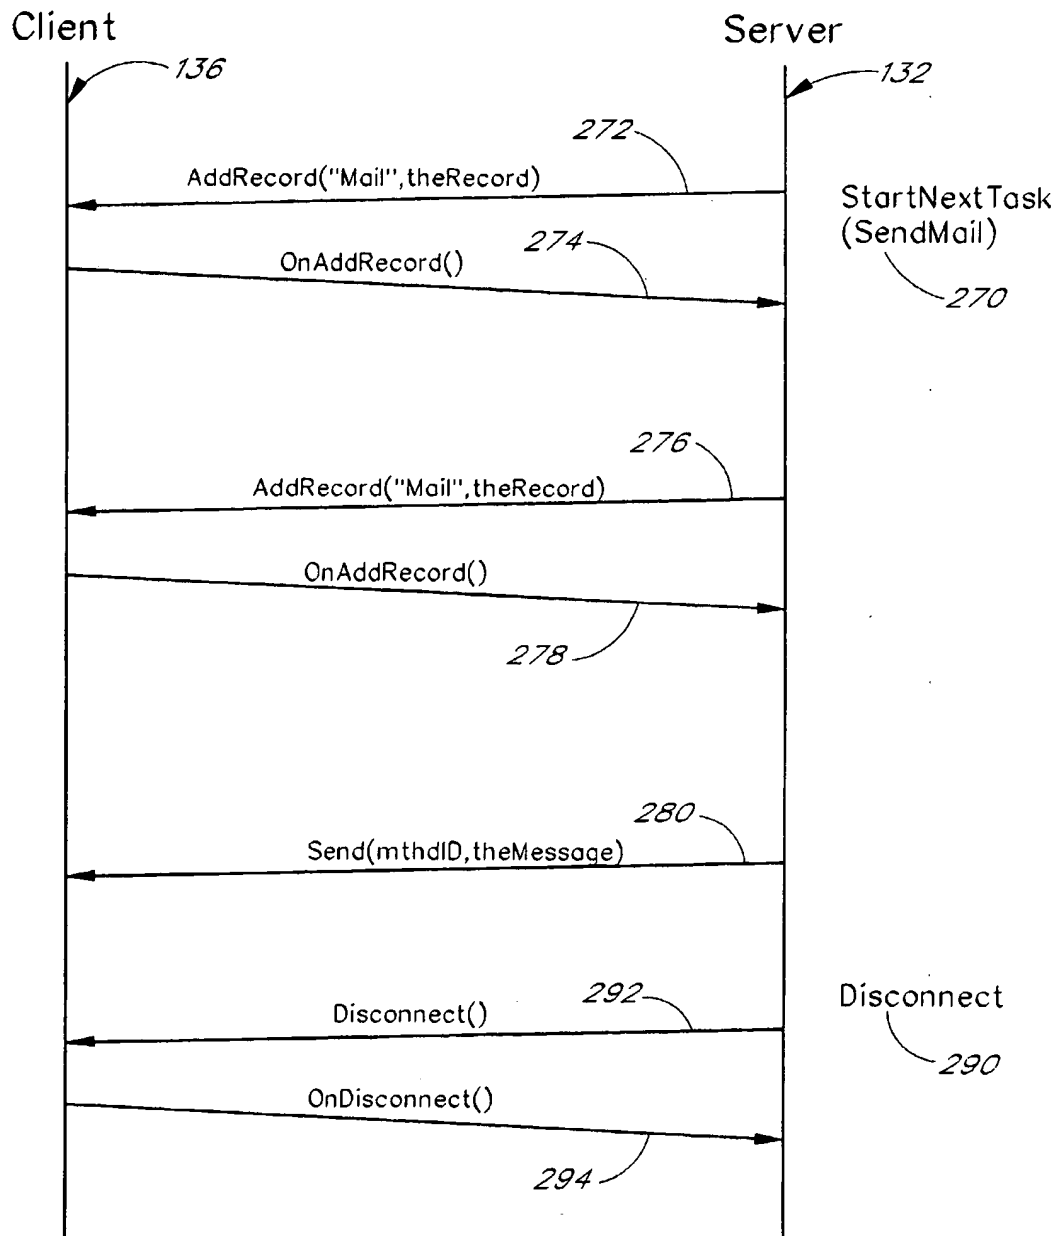 Client
Server
136
132
272
AddRecord("Mail",theRecord)
StartNextTask
(SendMail)
274
OnAddRecord()
270
276
AddRecord("Mail",theRecord)
OnAddRecord()
278
280
Send(mthdID,theMessage)
292
Disconnect()
Disconnect
290
OnDisconnect()
294